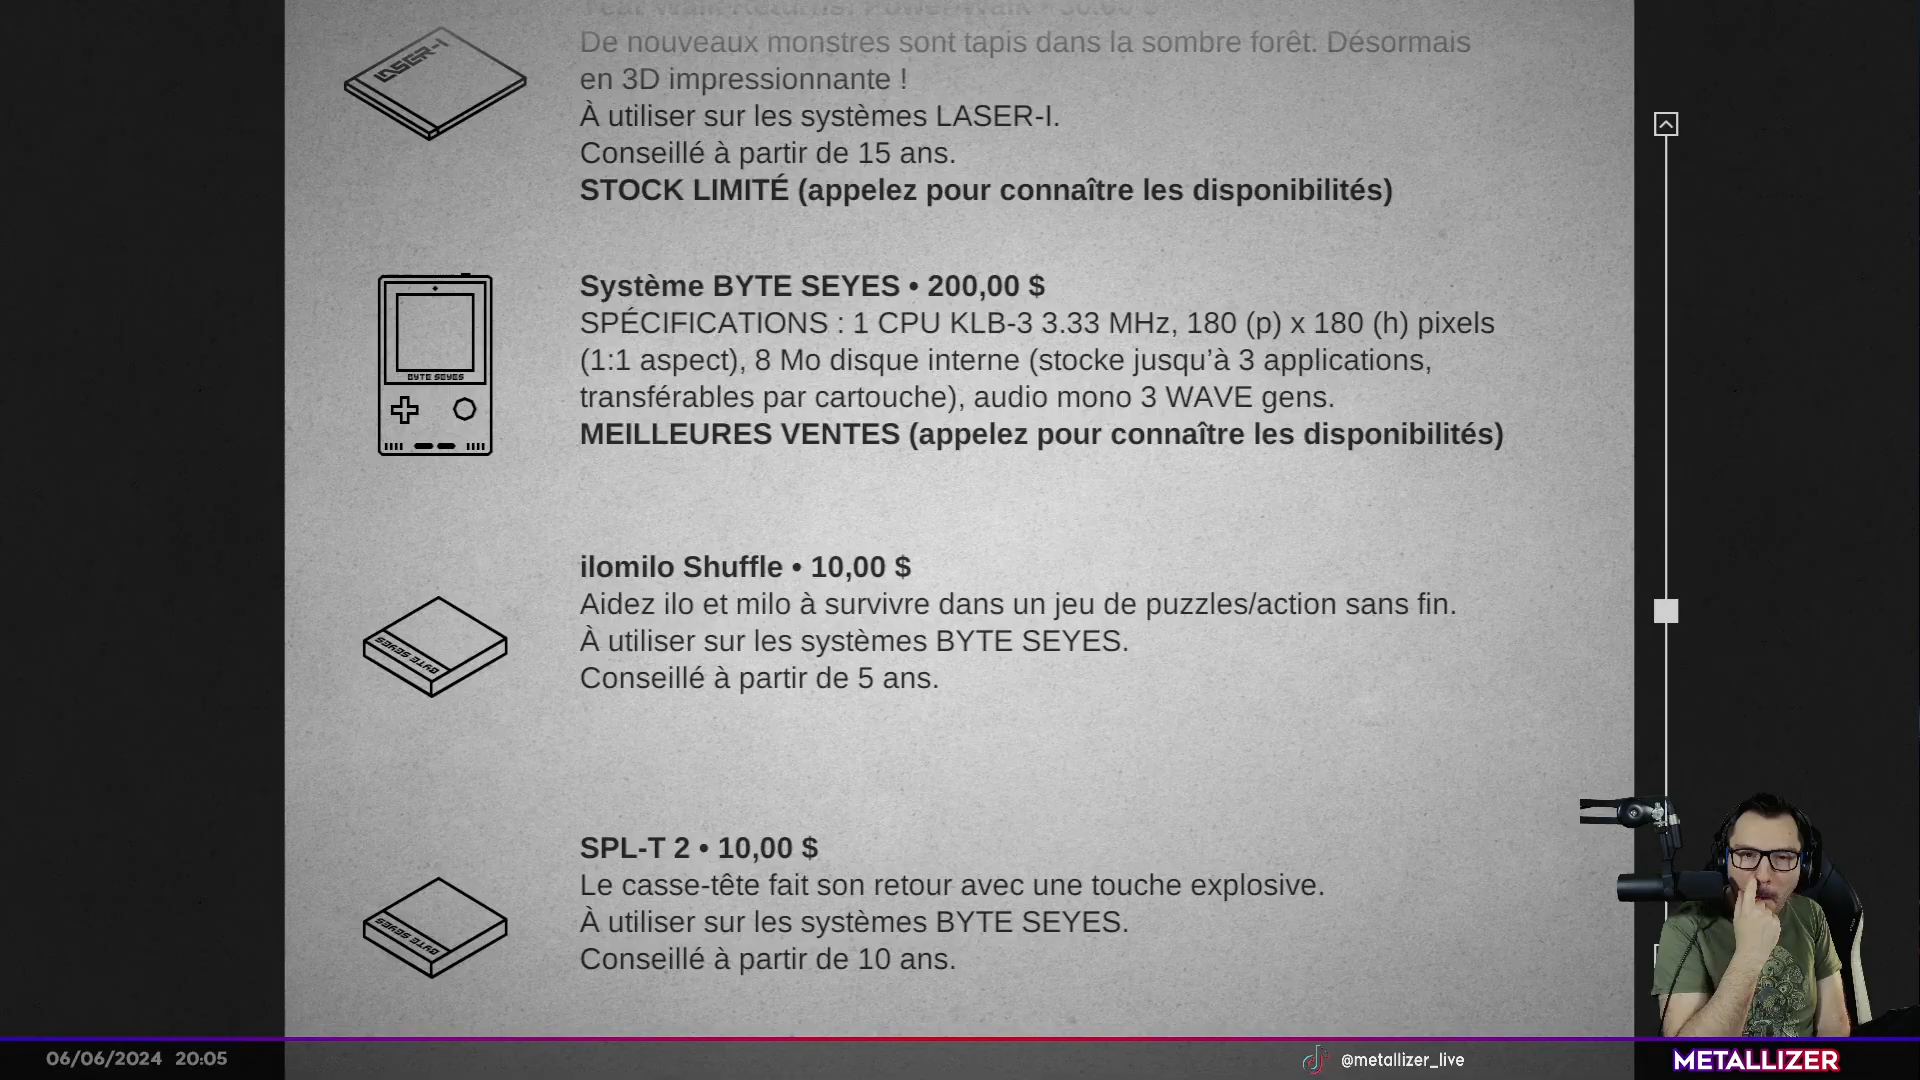 De nouveaux monstres sont tapis dans la sombre forêt. Désormais
en 3D impressionnante !
À utiliser sur les systèmes LASER-I.
Conseillé à partir de 15 ans.
STOCK LIMITÉ (appelez pour connaître les disponibilités)
LASER-I
Système BYTE SEYES • 200,00 $
SPÉCIFICATIONS : 1 CPU KLB-3 3.33 MHz, 180 (p) x 180 (h) pixels
(1:1 aspect), 8 Mo disque interne (stocke jusqu’à 3 applications,
transférables par cartouche), audio mono 3 WAVE gens.
MEILLEURES VENTES (appelez pour connaître les disponibilités)
BYTE SEYES
ilomilo Shuffle • 10,00 $
Aidez ilo et milo à survivre dans un jeu de puzzles/action sans fin.
À utiliser sur les systèmes BYTE SEYES.
Conseillé à partir de 5 ans.
BYTE SEYES
SPL-T 2 • 10,00 $
Le casse-tête fait son retour avec une touche explosive.
À utiliser sur les systèmes BYTE SEYES.
Conseillé à partir de 10 ans.
BYTE SEYES
06/06/2024 20:05
@metallizer_live
METALLIZER